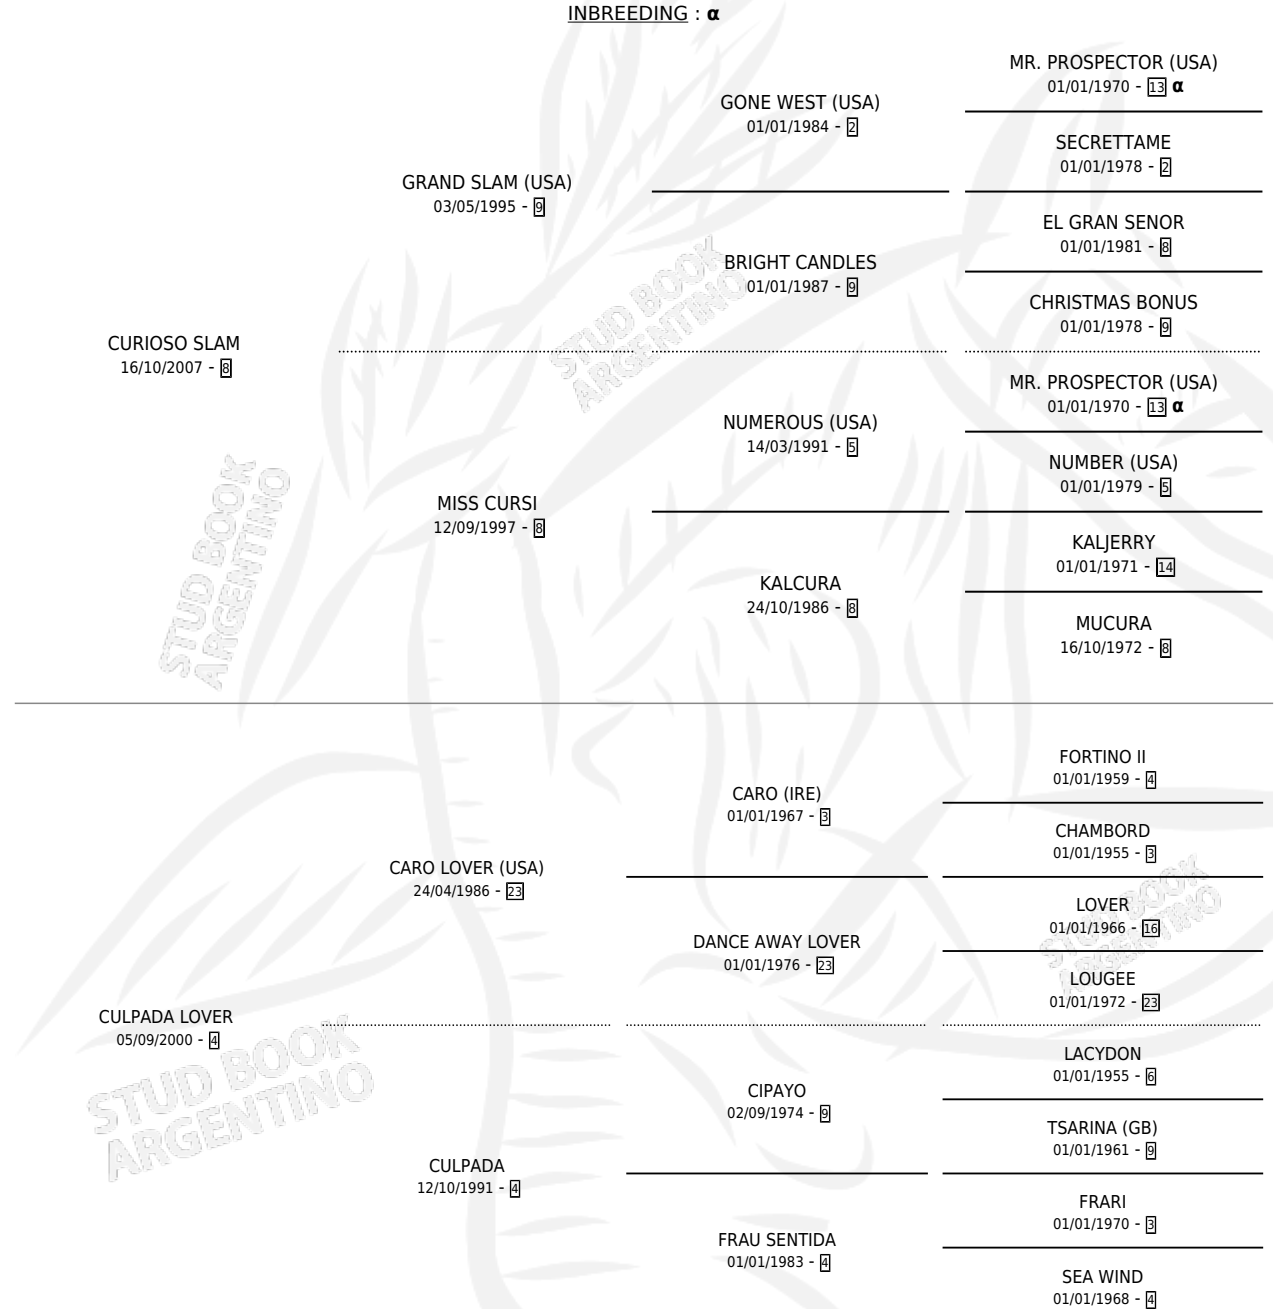 INBREEDING : α
MR. PROSPECTOR (USA)
01/01/1970 - 13 α
GONE WEST (USA)
01/01/1984 - 2
SECRETTAME
01/01/1978 - 2
GRAND SLAM (USA)
03/05/1995 - 9
EL GRAN SENOR
01/01/1981 - 8
BRIGHT CANDLES
01/01/1987 - 9
CHRISTMAS BONUS
01/01/1978 - 9
CURIOSO SLAM
16/10/2007 - 8
MR. PROSPECTOR (USA)
01/01/1970 - 13 α
NUMEROUS (USA)
14/03/1991 - 5
NUMBER (USA)
01/01/1979 - 5
MISS CURSI
12/09/1997 - 8
KALJERRY
01/01/1971 - 14
KALCURA
24/10/1986 - 8
MUCURA
16/10/1972 - 8
FORTINO II
01/01/1959 - 4
CARO (IRE)
01/01/1967 - 3
CHAMBORD
01/01/1955 - 3
CARO LOVER (USA)
24/04/1986 - 23
LOVER
01/01/1966 - 16
DANCE AWAY LOVER
01/01/1976 - 23
LOUGEE
01/01/1972 - 23
CULPADA LOVER
05/09/2000 - 4
LACYDON
01/01/1955 - 6
CIPAYO
02/09/1974 - 9
TSARINA (GB)
01/01/1961 - 9
CULPADA
12/10/1991 - 4
FRARI
01/01/1970 - 3
FRAU SENTIDA
01/01/1983 - 4
SEA WIND
01/01/1968 - 4
STUD BOOK
ARGENTINO
STUD BOOK
ARGENTINO
STUD BOOK
ARGENTINO
STUD BOOK
ARGENTINO